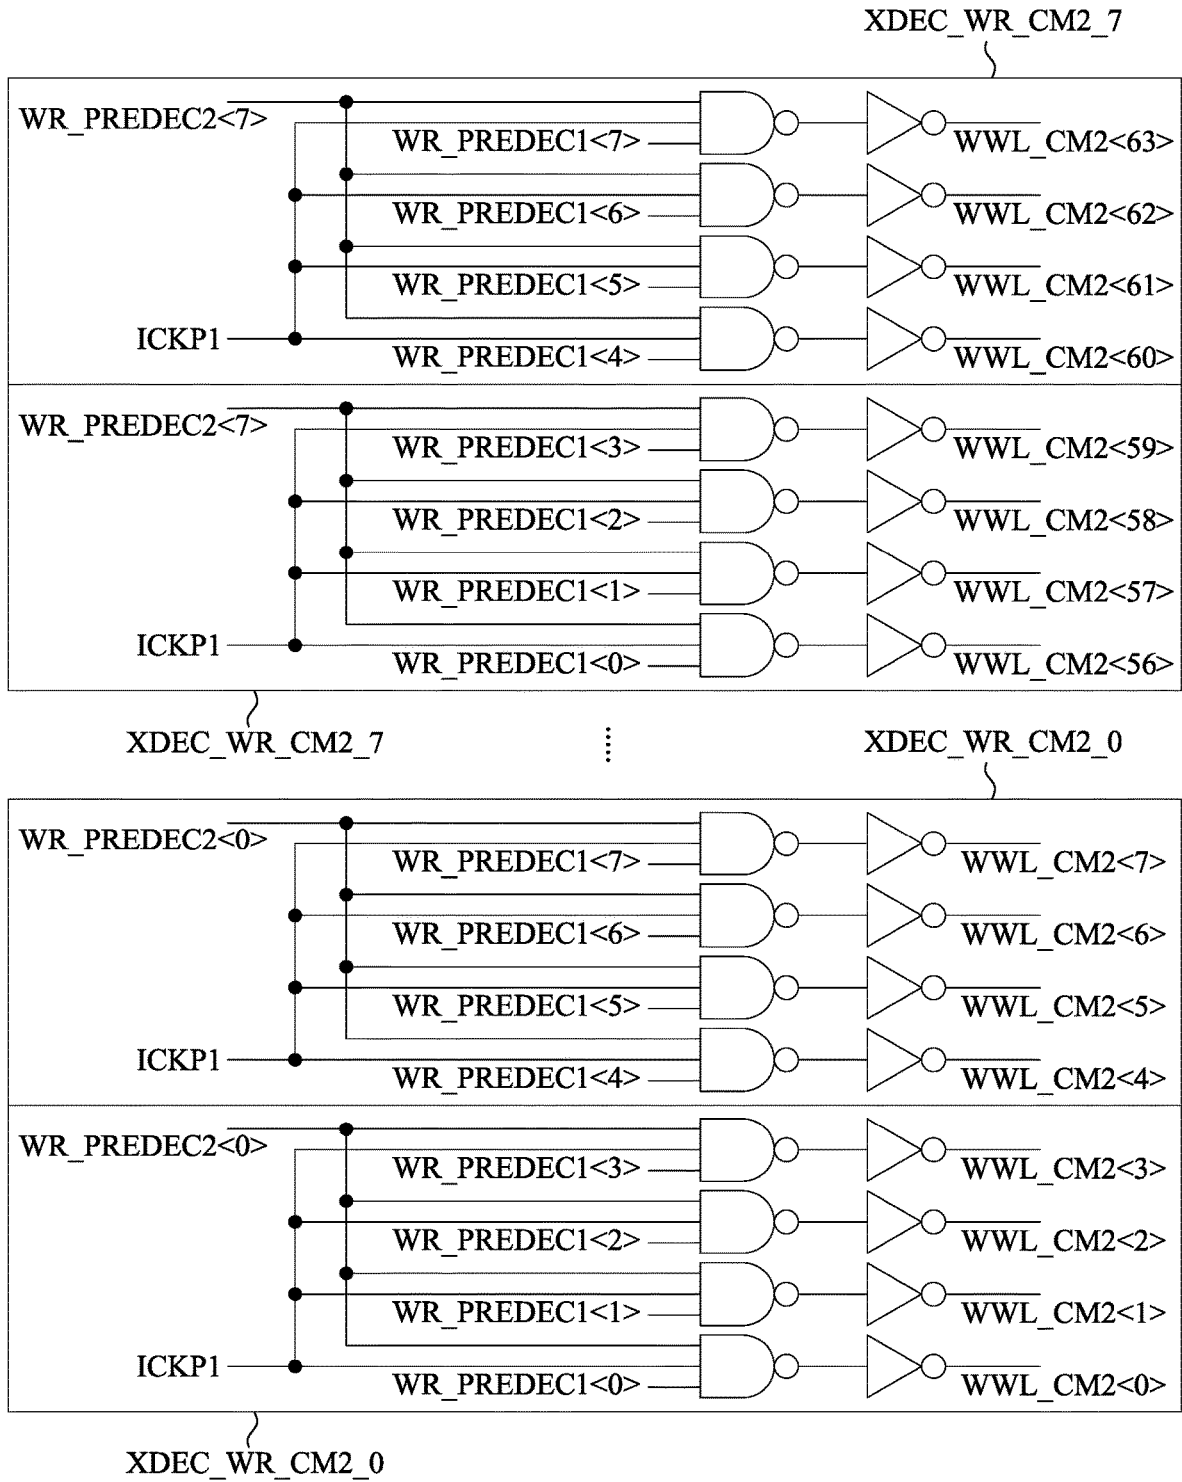 XDEC_WR_CM2_7
WR_PREDEC2<7>
WR_PREDEC1<7>
WWL_CM2<63>
WR_PREDEC1<6>
WWL_CM2<62>
WR_PREDEC1<5>
WWL_CM2<61>
ICKP1
WR_PREDEC1<4>
WWL_CM2<60>
WR_PREDEC2<7>
WR_PREDEC1<3>
WWL_CM2<59>
WR_PREDEC1<2>
WWL_CM2<58>
WR_PREDEC1<1>
WWL_CM2<57>
ICKP1
WR_PREDEC1<0>
WWL_CM2<56>
XDEC_WR_CM2_7
XDEC_WR_CM2_0
WR_PREDEC2<0>
WR_PREDEC1<7>
WWL_CM2<7>
WR_PREDEC1<6>
WWL_CM2<6>
WR_PREDEC1<5>
WWL_CM2<5>
ICKP1
WR_PREDEC1<4>
WWL_CM2<4>
WR_PREDEC2<0>
WR_PREDEC1<3>
WWL_CM2<3>
WR_PREDEC1<2>
WWL_CM2<2>
WR_PREDEC1<1>
WWL_CM2<1>
ICKP1
WR_PREDEC1<0>
WWL_CM2<0>
XDEC_WR_CM2_0